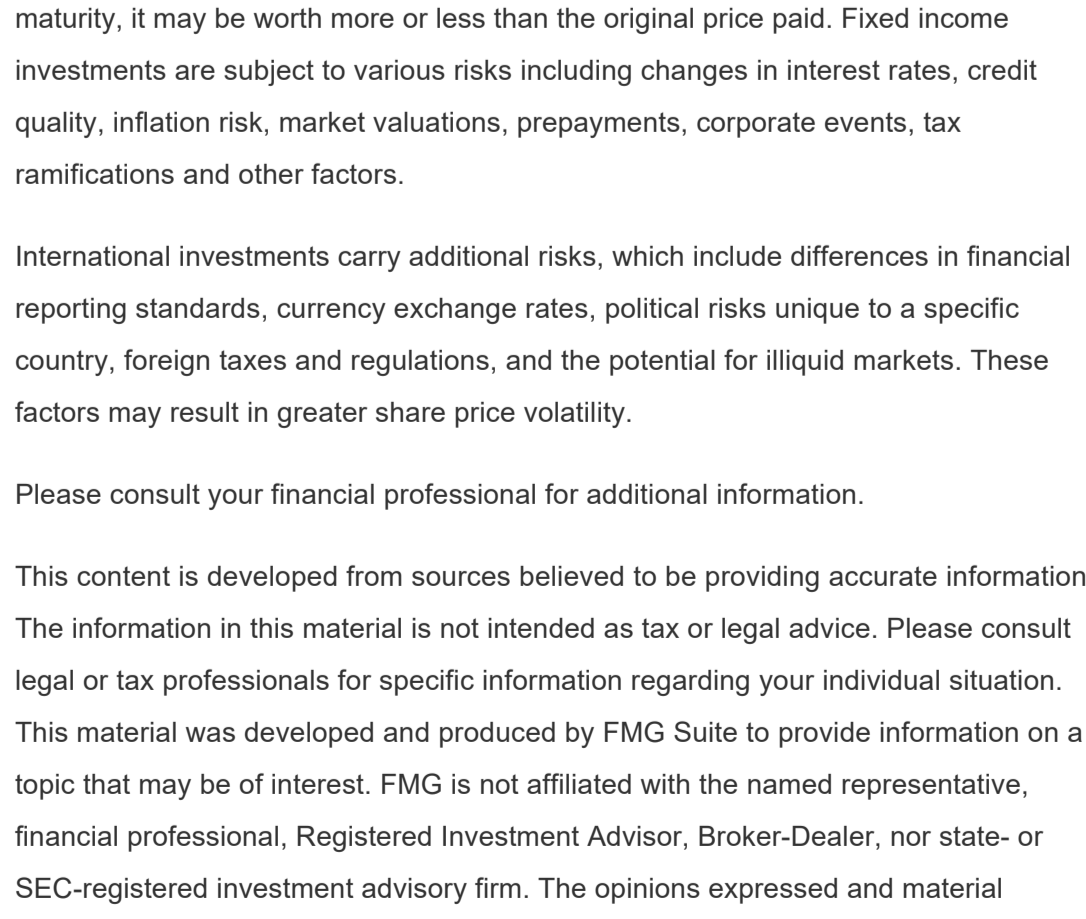 maturity, it may be worth more or less than the original price paid. Fixed income
investments are subject to various risks including changes in interest rates, credit
quality, inflation risk, market valuations, prepayments, corporate events, tax
ramifications and other factors.
International investments carry additional risks, which include differences in financial
reporting standards, currency exchange rates, political risks unique to a specific
country, foreign taxes and regulations, and the potential for illiquid markets. These
factors may result in greater share price volatility.
Please consult your financial professional for additional information.
This content is developed from sources believed to be providing accurate information
The information in this material is not intended as tax or legal advice. Please consult
legal or tax professionals for specific information regarding your individual situation.
This material was developed and produced by FMG Suite to provide information on a
topic that may be of interest. FMG is not affiliated with the named representative,
financial professional, Registered Investment Advisor, Broker-Dealer, nor state- or
SEC-registered investment advisory firm. The opinions expressed and material